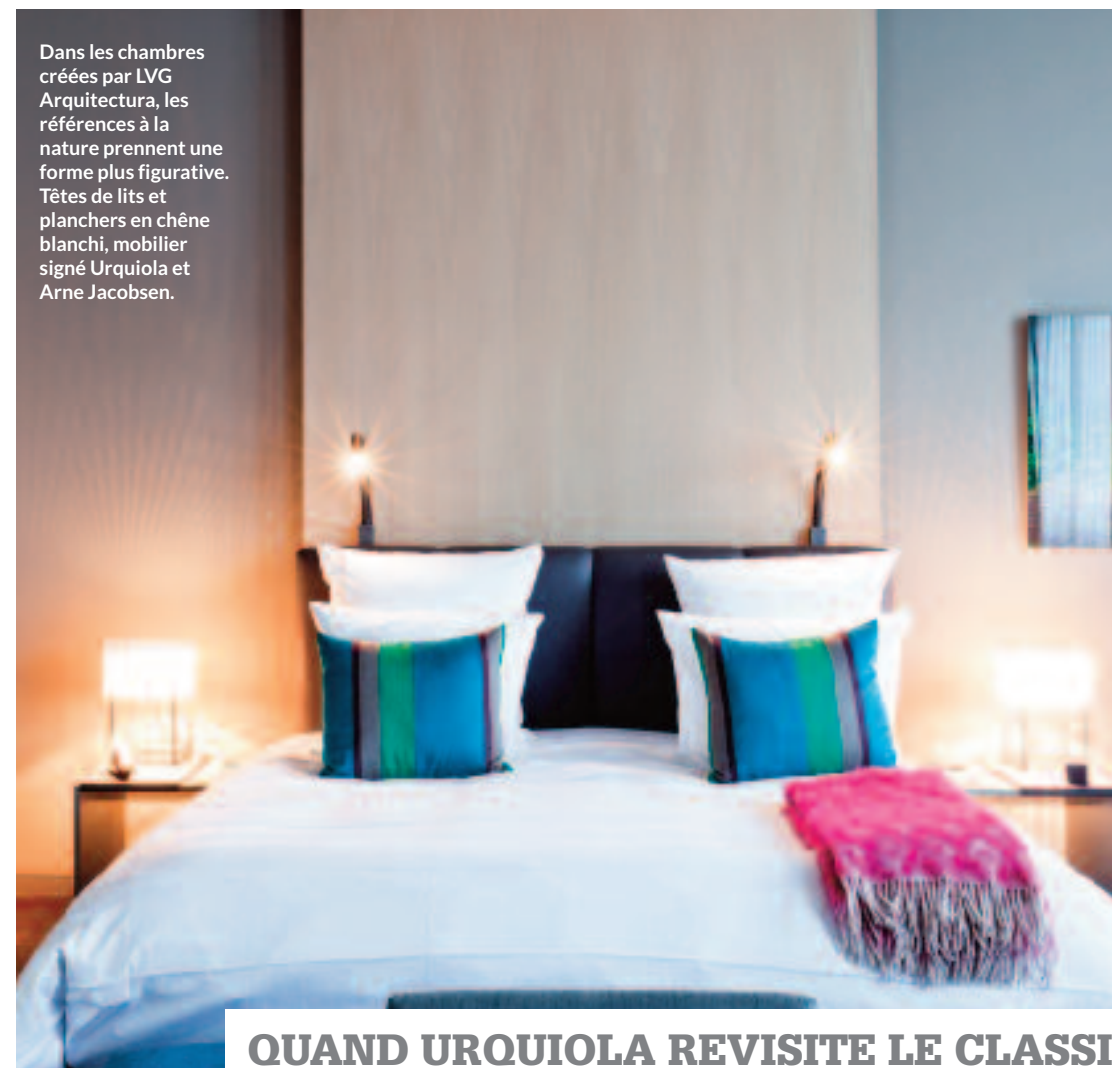 Dans les chambres
créées par LVG
Arquitectura, les
références à la
nature prennent une
forme plus figurative.
Têtes de lits et
planchers en chêne
blanchi, mobilier
signé Urquiola et
Arne Jacobsen.
QUAND URQUIOLA REVISITE LE CLASSI